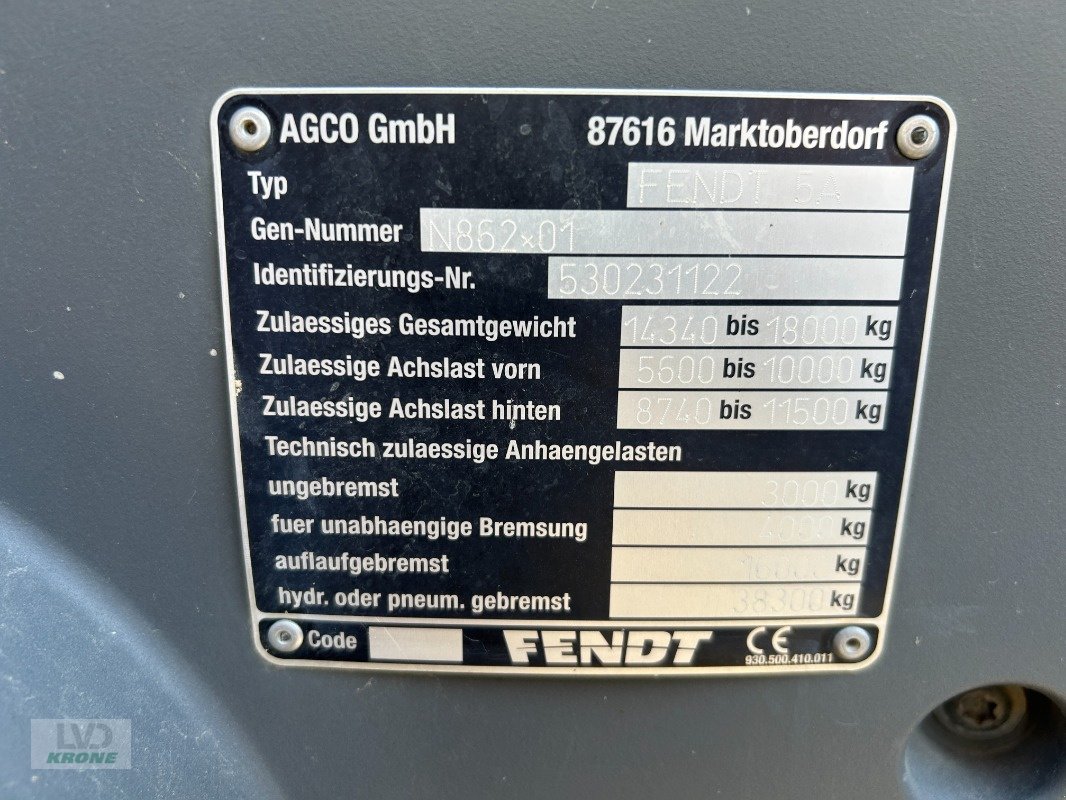 AGCO GmbH 87616 Marktoberdorf
Typ FENDT 5A
Gen-Nummer N862×01
Identifizierungs-Nr. 530231122
Zulaessiges Gesamtgewicht 14340 bis 18000 kg
Zulaessige Achslast vorn 5600 bis 10000 kg
Zulaessige Achslast hinten 8740 bis 11500 kg
Technisch zulaessige Anhaengelasten
ungebremst 3000 kg
fuer unabhaengige Bremsung 4000 kg
auflaufgebremst kg
hydr. oder pneum. gebremst 38300 kg
Code FENDT CE
930.500.410.011
LVD
KRONE